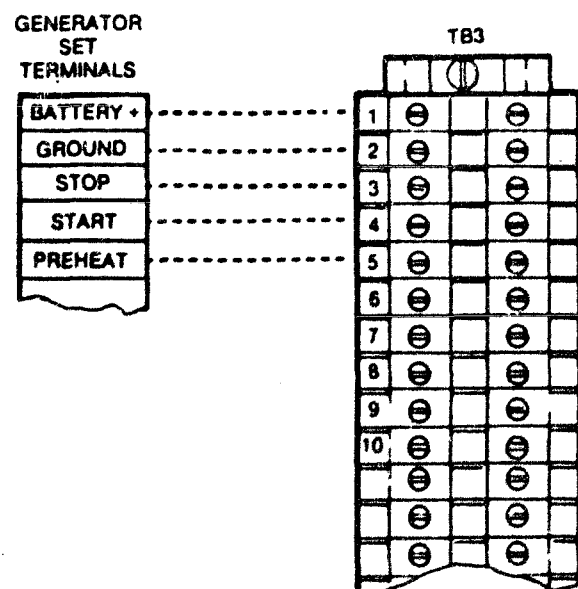 GENERATOR
SET
TERMINALS
TB3
BATTERY +
GROUND
STOP
START
PREHEAT
1
2
3
4
5
6
7
8
9
10